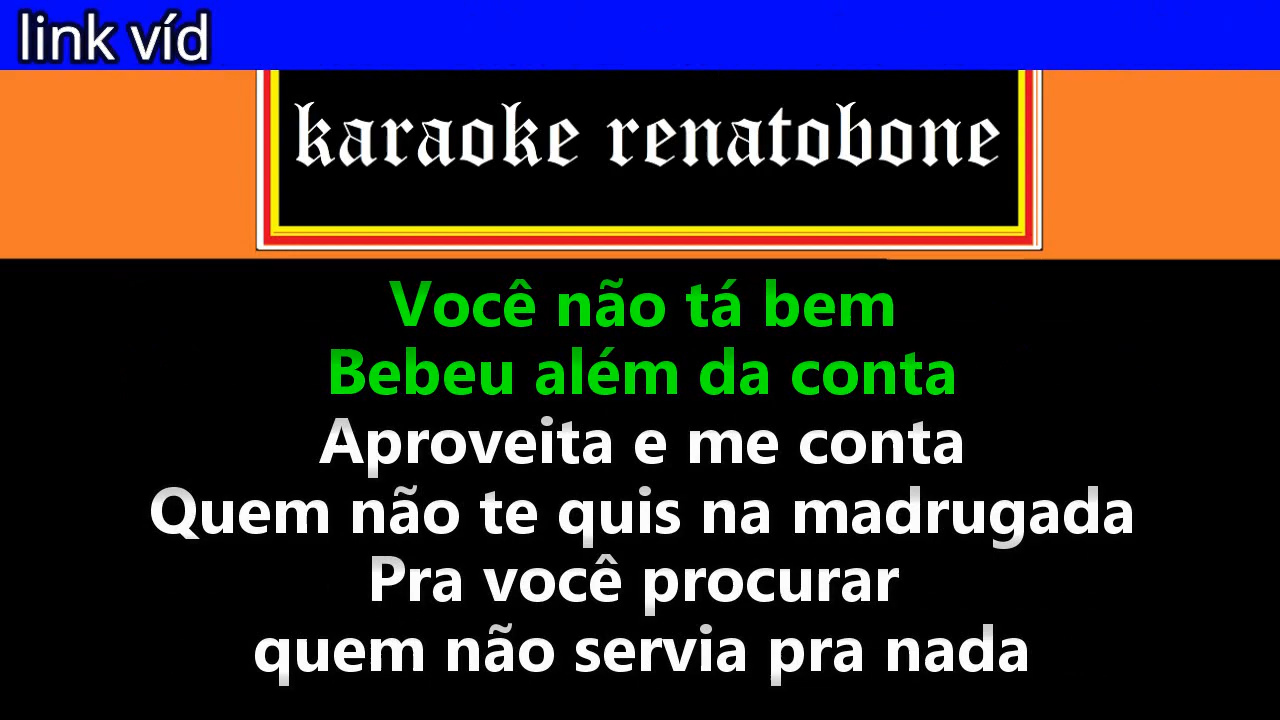 link víd
karaoke renatobone
Você não tá bem
Bebeu além da conta
Aproveita e me conta
Quem não te quis na madrugada
Pra você procurar
quem não servia pra nada